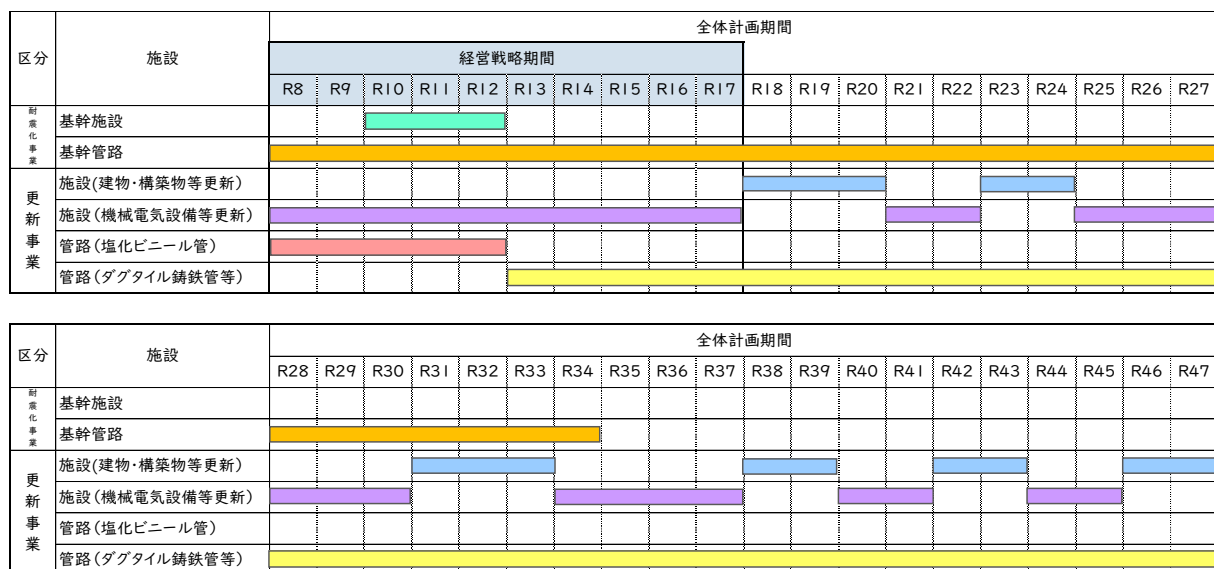 区分
施設
全体計画期間
経営戦略期間
R8 R9 R10 R11 R12 R13 R14 R15 R16 R17 R18 R19 R20 R21 R22 R23 R24 R25 R26 R27
耐震化事業
基幹施設
基幹管路
更新事業
施設(建物・構築物等更新)
施設(機械電気設備等更新)
管路(塩化ビニール管)
管路(ダグタイル鋳鉄管等)
区分
施設
全体計画期間
R28 R29 R30 R31 R32 R33 R34 R35 R36 R37 R38 R39 R40 R41 R42 R43 R44 R45 R46 R47
耐震化事業
基幹施設
基幹管路
更新事業
施設(建物・構築物等更新)
施設(機械電気設備等更新)
管路(塩化ビニール管)
管路(ダグタイル鋳鉄管等)